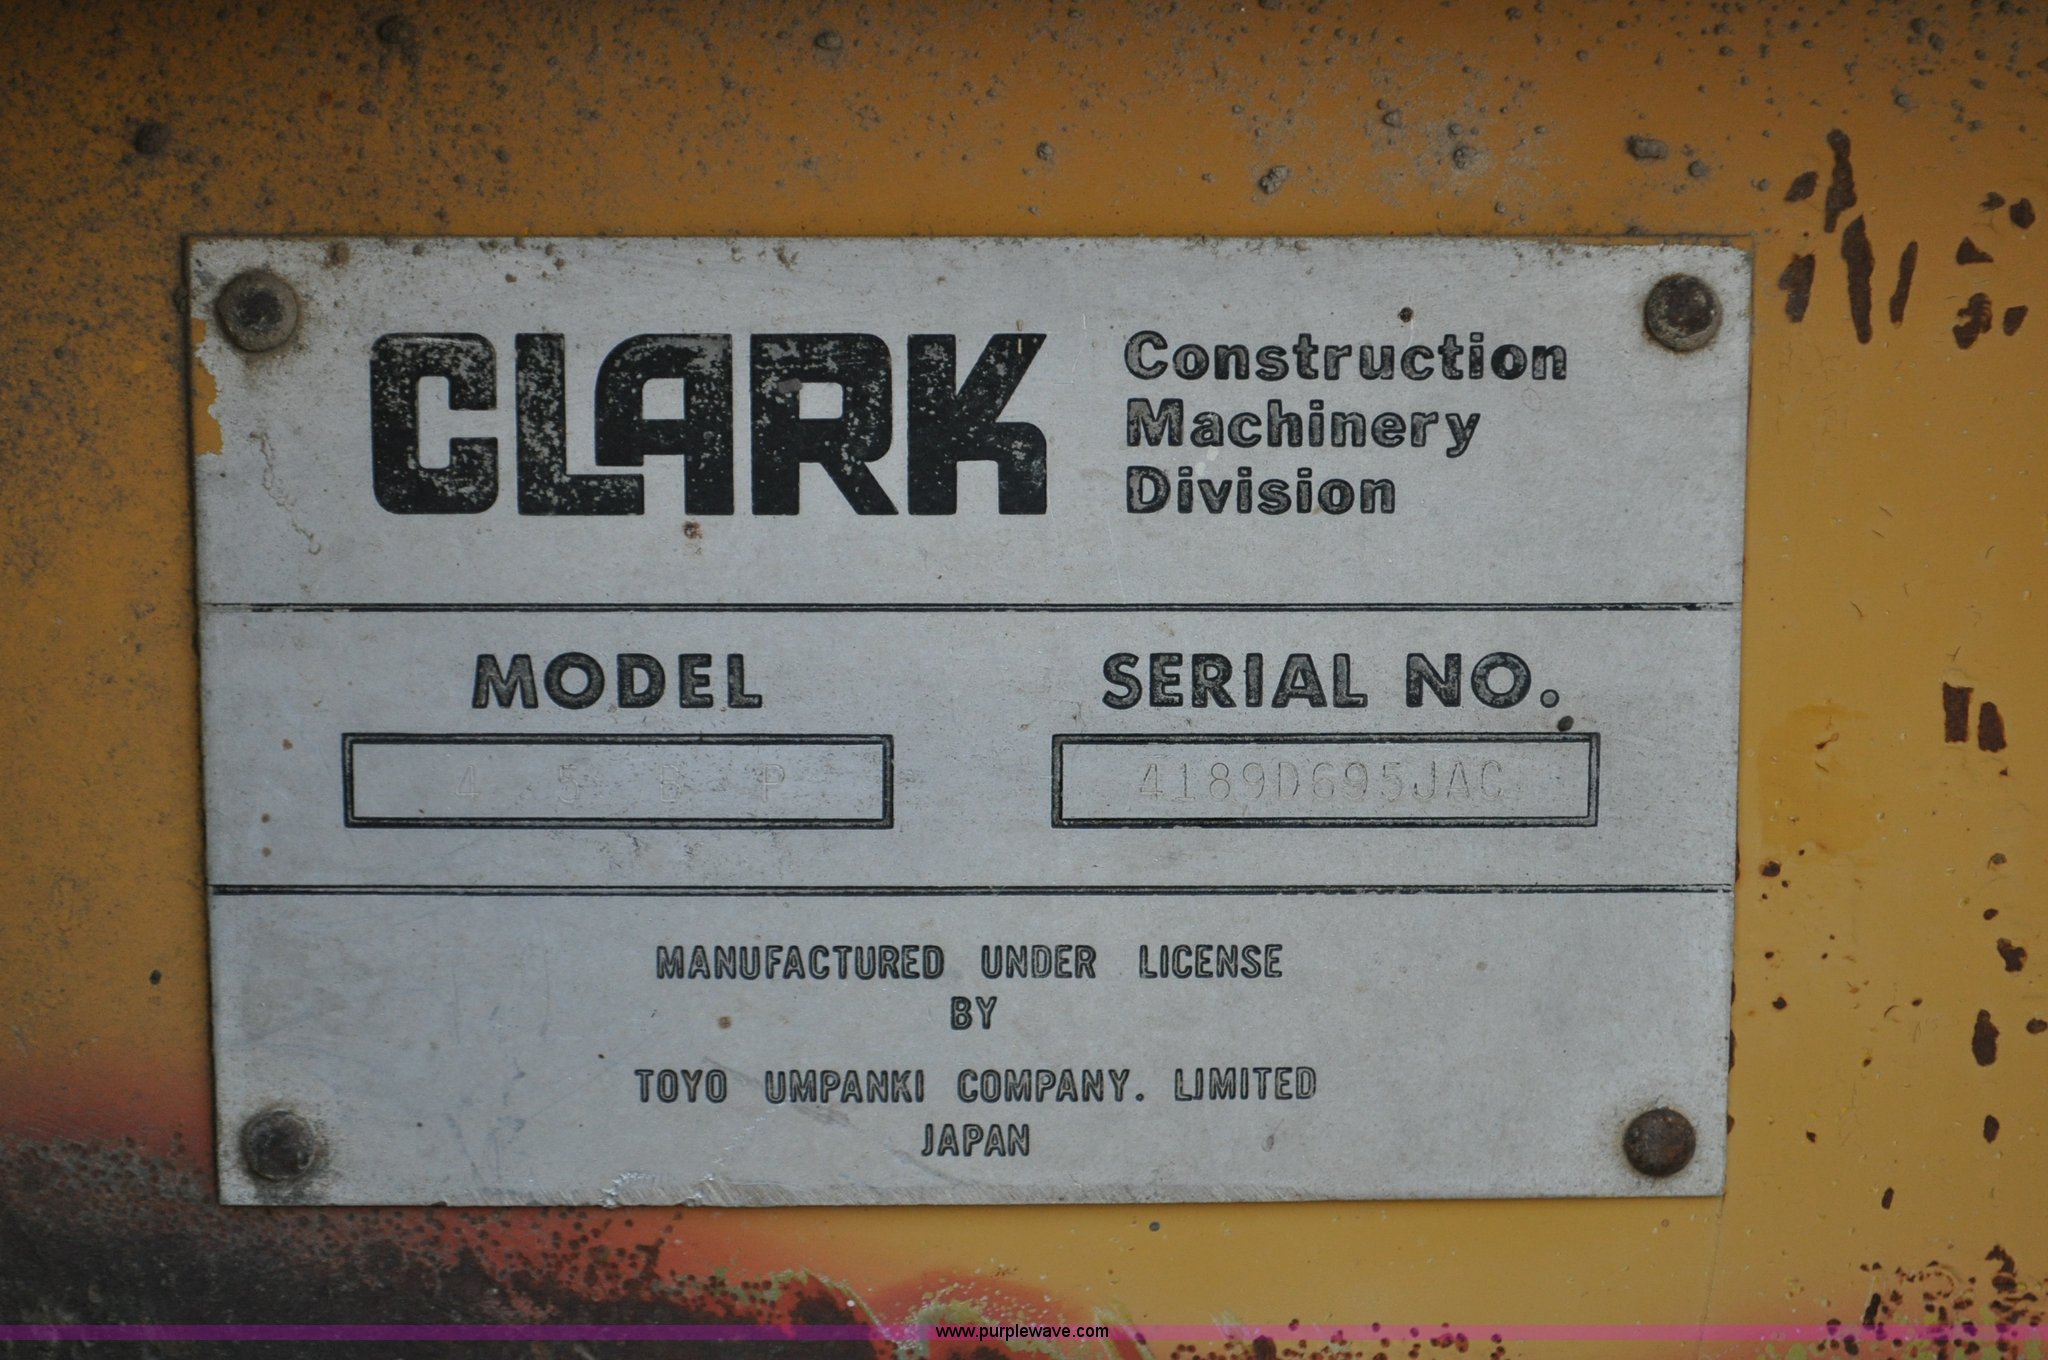 CLARK
Construction
Machinery
Division
MODEL SERIAL NO.
4 5 B P 4189D695JAC
MANUFACTURED UNDER LICENSE
BY
TOYO UMPANKI COMPANY. LIMITED
JAPAN
www.purplewave.com